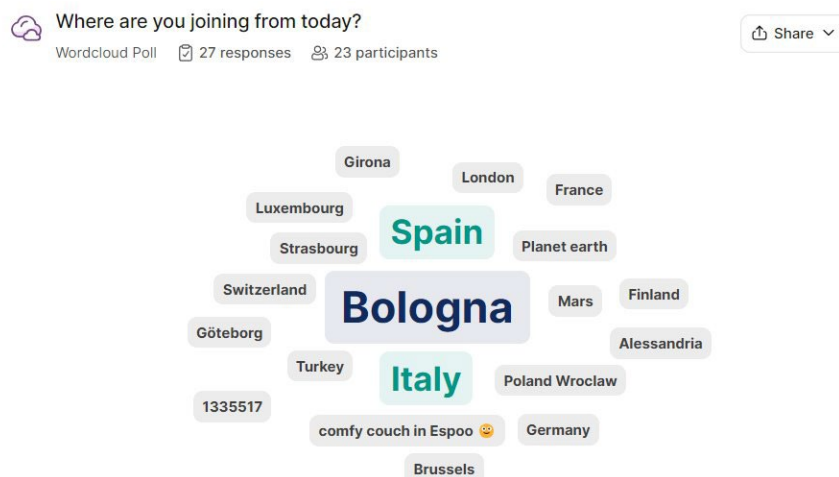 Where are you joining from today?
Wordcloud Poll 27 responses 23 participants
Share
Girona
London
France
Luxembourg
Spain
Strasbourg
Planet earth
Switzerland
Bologna
Mars
Finland
Göteborg
Alessandria
Turkey
Italy
Poland Wroclaw
1335517
comfy couch in Espoo 😀
Germany
Brussels